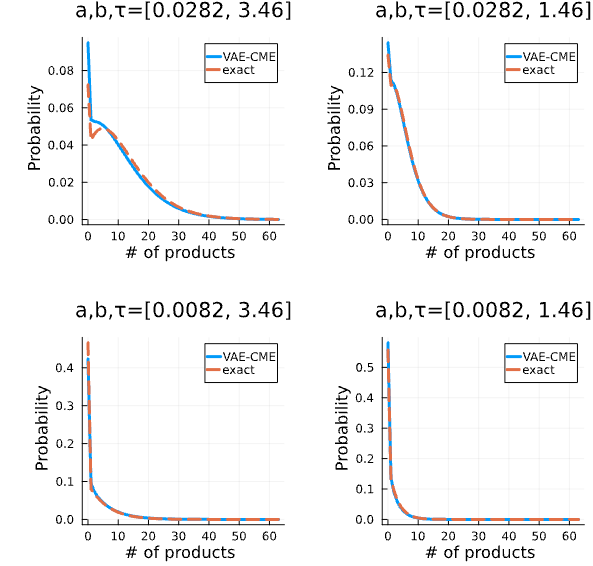 a,b,τ=[0.0282, 3.46]
Probability
0.08
0.06
0.04
0.02
0.00
VAE-CME
exact
0 10 20 30 40 50 60
# of products
a,b,τ=[0.0282, 1.46]
Probability
0.12
0.09
0.06
0.03
0.00
VAE-CME
exact
0 10 20 30 40 50 60
# of products
a,b,τ=[0.0082, 3.46]
Probability
0.4
0.3
0.2
0.1
0.0
VAE-CME
exact
0 10 20 30 40 50 60
# of products
a,b,τ=[0.0082, 1.46]
Probability
0.5
0.4
0.3
0.2
0.1
0.0
VAE-CME
exact
0 10 20 30 40 50 60
# of products